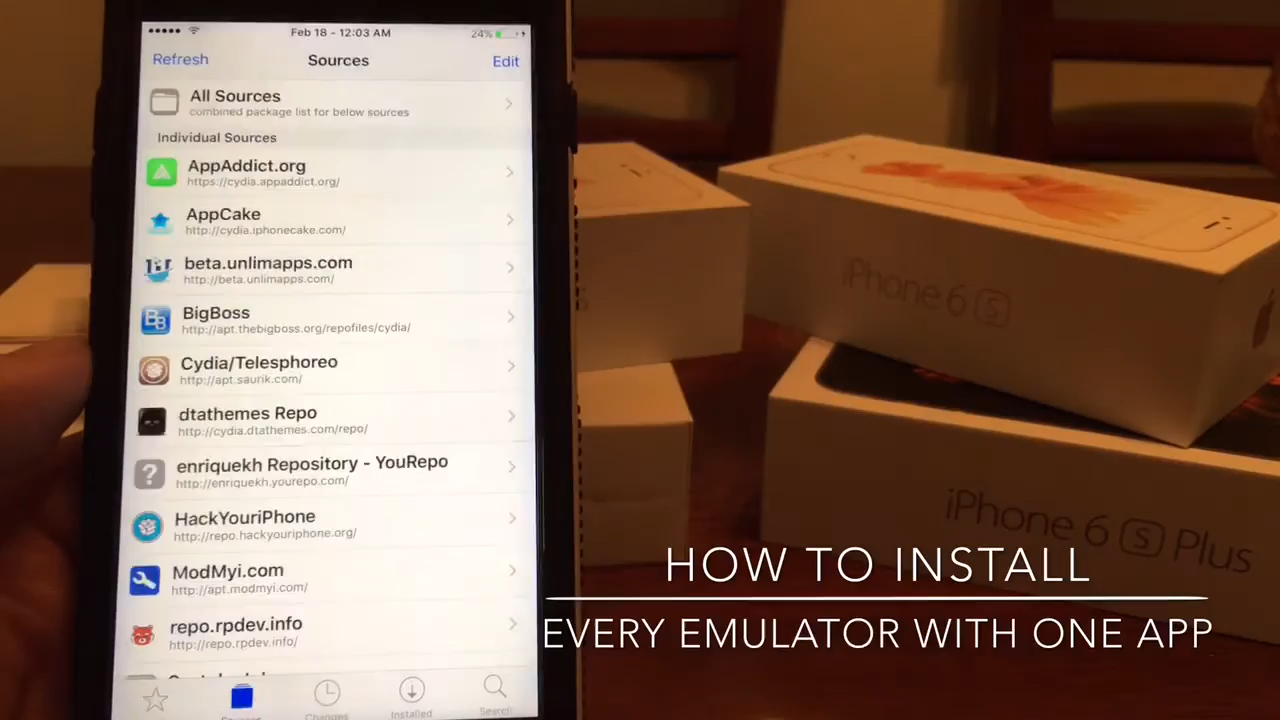 Feb 18 - 12:03 AM
24%
Refresh
Sources
Edit
All Sources
combined package list for below sources
Individual Sources
AppAddict.org
https://cydia.appaddict.org/
AppCake
http://cydia.iphonecake.com/
beta.unlimapps.com
http://beta.unlimapps.com/
BigBoss
http://apt.thebigboss.org/repofiles/cydia/
Cydia/Telesphoreo
http://apt.saurik.com/
dtathemes Repo
http://cydia.dtathemes.com/repo/
enriquekh Repository - YouRepo
http://enriquekh.yourepo.com/
HackYouriPhone
http://repo.hackyouriphone.org/
ModMyi.com
http://apt.modmyi.com/
repo.rpdev.info
http://repo.rpdev.info/
Sources
Changes
Installed
Search
iPhone 6 S
iPhone 6 S Plus
HOW TO INSTALL
EVERY EMULATOR WITH ONE APP